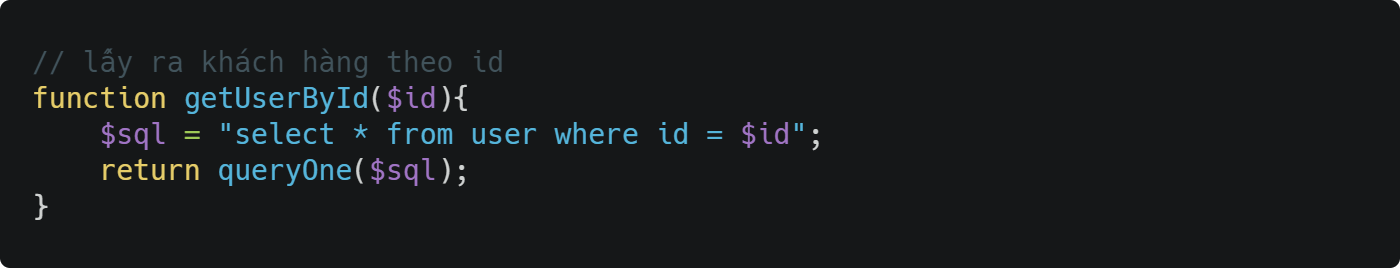 // lấy ra khách hàng theo id
function getUserById($id){
    $sql = "select * from user where id = $id";
    return queryOne($sql);
}